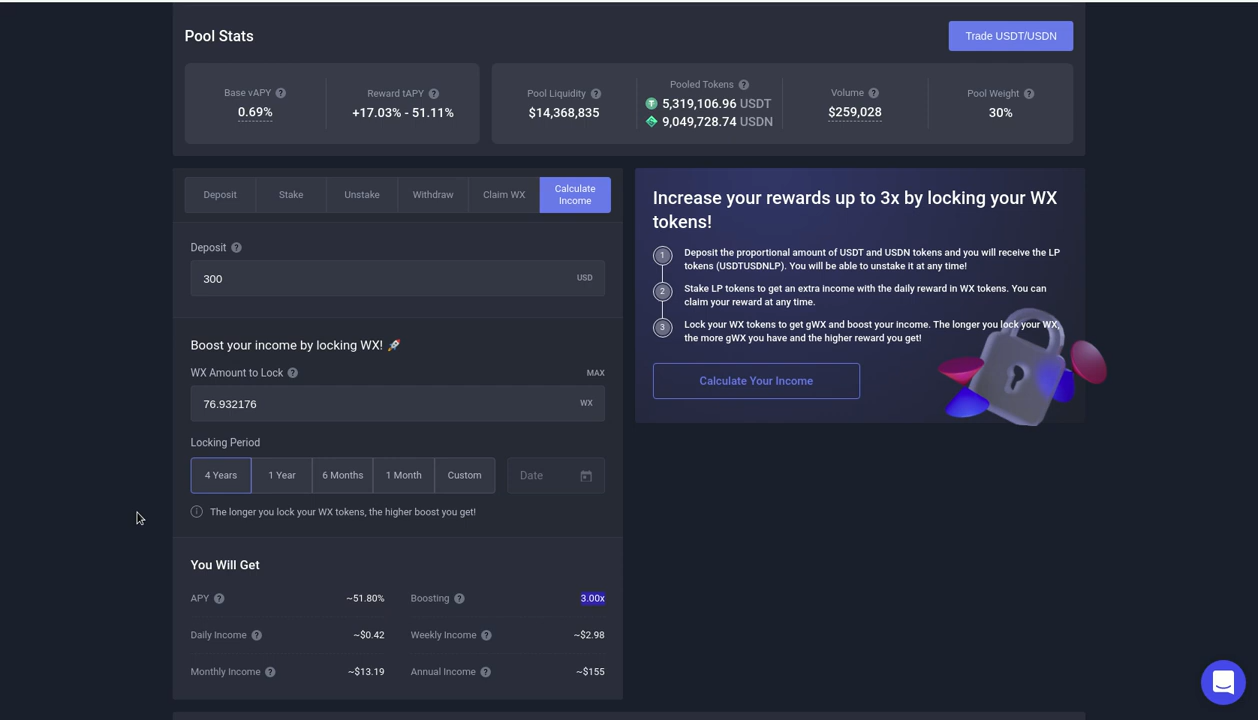 Pool Stats
Trade USDT/USDN
Base vAPY
0.69%
Reward tAPY
+17.03% - 51.11%
Pool Liquidity
$14,368,835
Pooled Tokens
5,319,106.96 USDT
9,049,728.74 USDN
Volume
$259,028
Pool Weight
30%
Deposit
Stake
Unstake
Withdraw
Claim WX
Calculate
Income
Deposit
300 USD
Boost your income by locking WX! 🚀
WX Amount to Lock MAX
76.932176 WX
Locking Period
4 Years
1 Year
6 Months
1 Month
Custom
Date
The longer you lock your WX tokens, the higher boost you get!
You Will Get
APY ~51.80%
Boosting 3.00x
Daily Income ~$0.42
Weekly Income ~$2.98
Monthly Income ~$13.19
Annual Income ~$155
Increase your rewards up to 3x by locking your WX
tokens!
1 Deposit the proportional amount of USDT and USDN tokens and you will receive the LP
tokens (USDTUSDNLP). You will be able to unstake it at any time!
2 Stake LP tokens to get an extra income with the daily reward in WX tokens. You can
claim your reward at any time.
3 Lock your WX tokens to get gWX and boost your income. The longer you lock your WX,
the more gWX you have and the higher reward you get!
Calculate Your Income